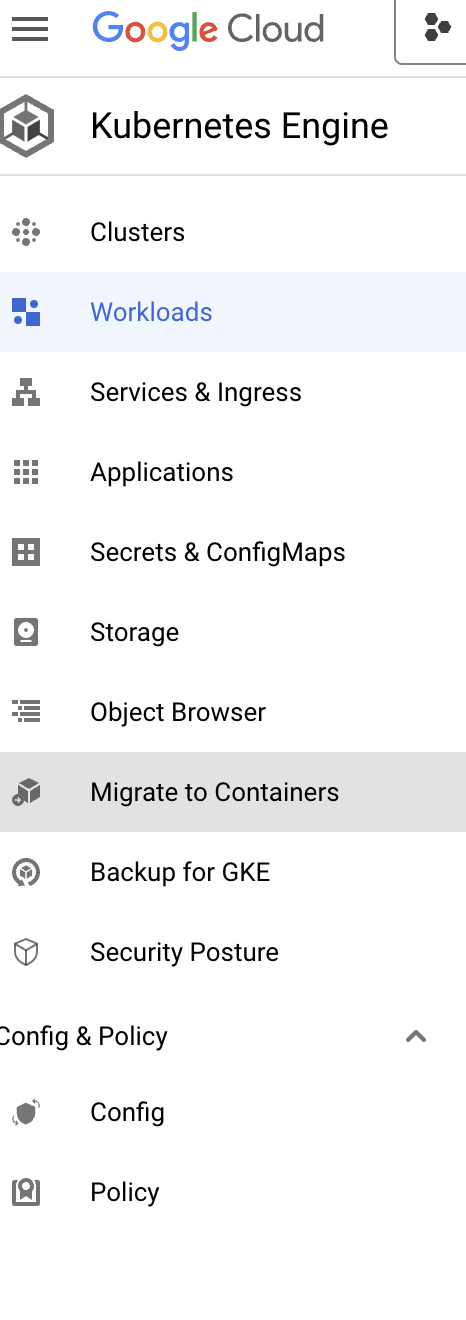 Google Cloud
Kubernetes Engine
Clusters
Workloads
Services & Ingress
Applications
Secrets & ConfigMaps
Storage
Object Browser
Migrate to Containers
Backup for GKE
Security Posture
Config & Policy
Config
Policy